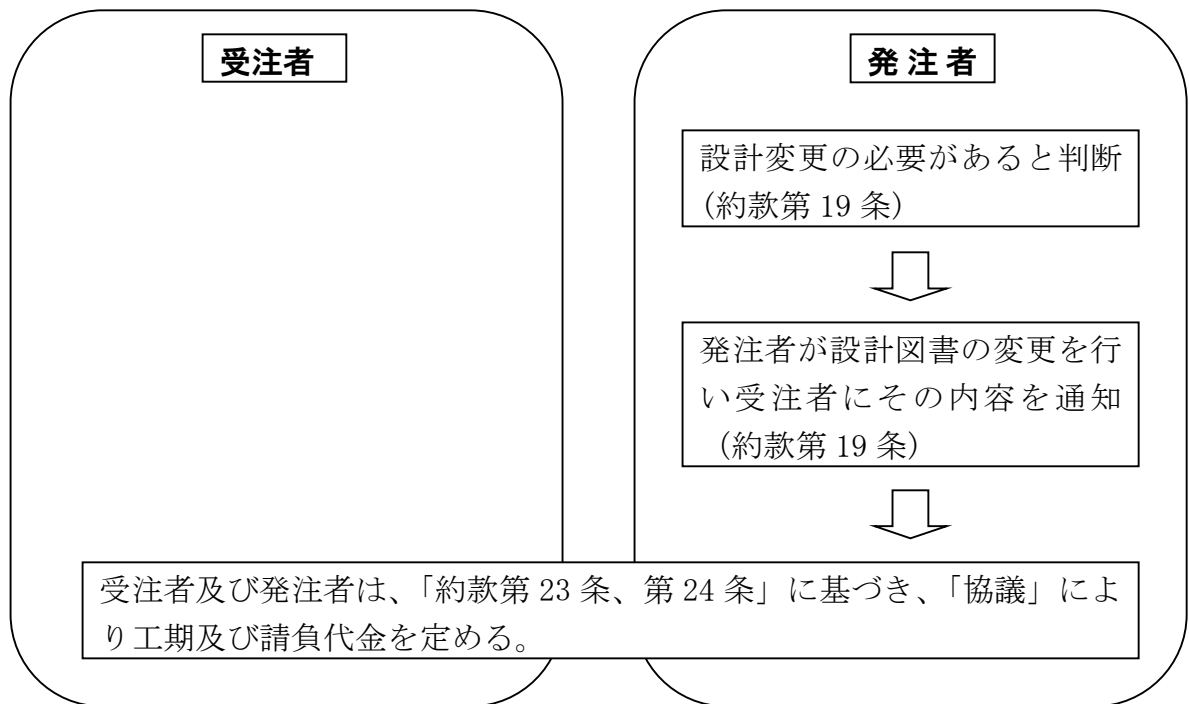 受注者
発注者
設計変更の必要があると判断
(約款第 19 条)
発注者が設計図書の変更を行
い受注者にその内容を通知
(約款第 19 条)
受注者及び発注者は、「約款第 23 条、第 24 条」に基づき、「協議」によ
り工期及び請負代金を定める。